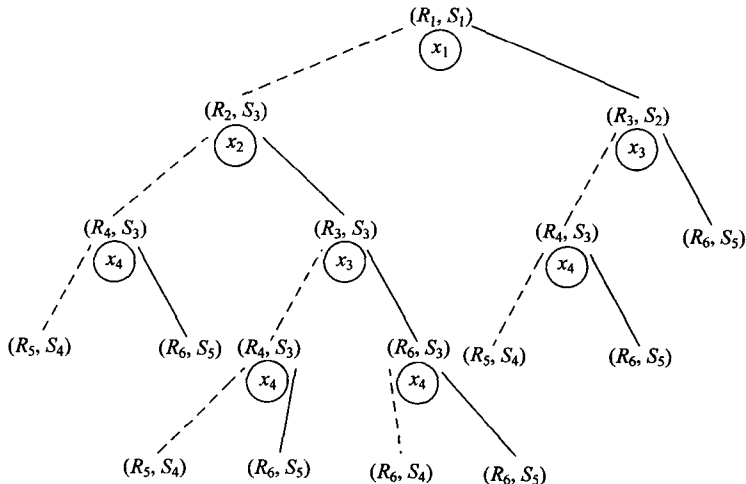 (R₁, S₁)
x₁
(R₂, S₃) (R₃, S₂)
x₂ x₃
(R₄, S₃) (R₃, S₃) (R₄, S₃) (R₆, S₅)
x₄ x₃ x₄
(R₅, S₄) (R₆, S₅) (R₄, S₃) (R₆, S₃) (R₅, S₄) (R₆, S₅)
x₄ x₄
(R₅, S₄) (R₆, S₅) (R₆, S₄) (R₆, S₅)